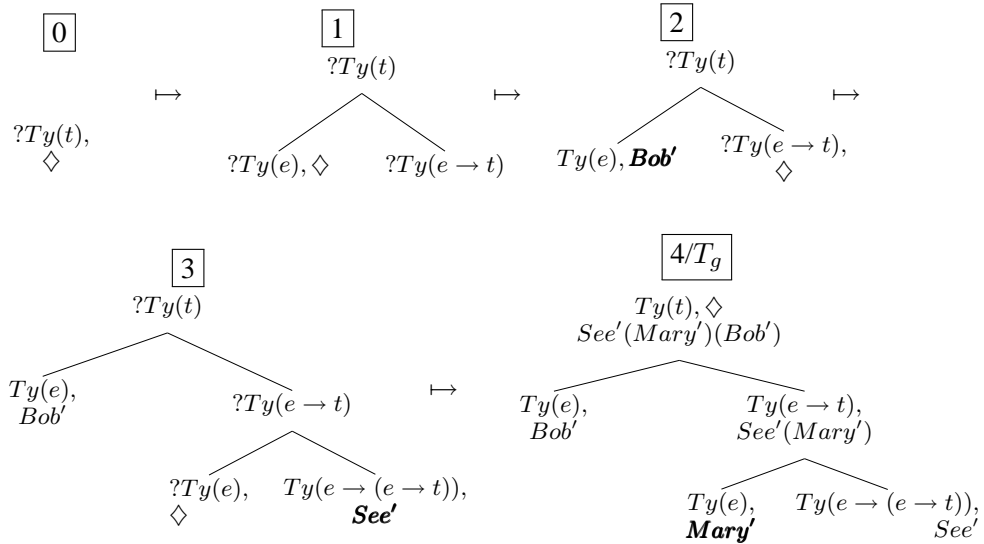 0
1
2
?Ty(t)
?Ty(t)
↦
↦
↦
?Ty(t),
◇
?Ty(e), ◇
?Ty(e → t)
Ty(e), Bob′
?Ty(e → t),
◇
3
4/T_g
?Ty(t)
Ty(t), ◇
See′(Mary′)(Bob′)
Ty(e),
Bob′
?Ty(e → t)
↦
Ty(e),
Bob′
Ty(e → t),
See′(Mary′)
?Ty(e),
◇
Ty(e → (e → t)),
See′
Ty(e),
Mary′
Ty(e → (e → t)),
See′